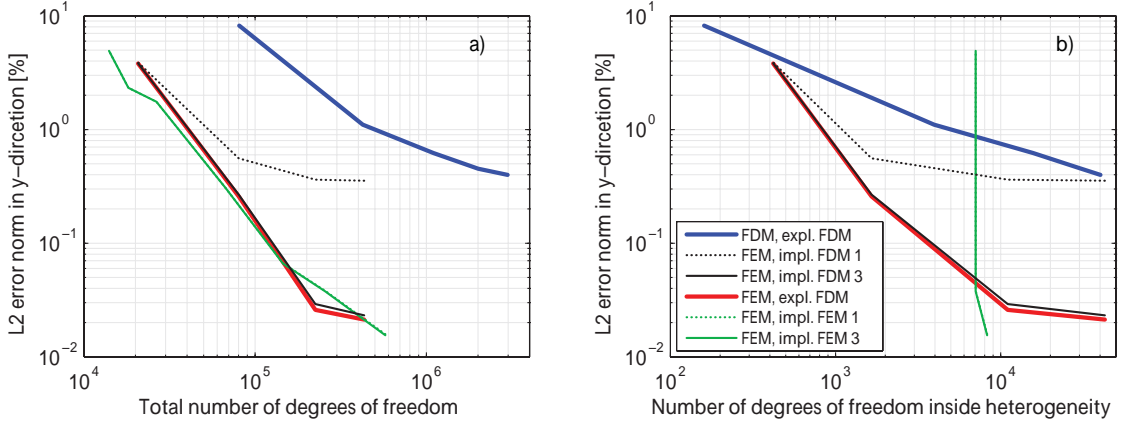 10^1
10^0
10^−1
10^−2
L2 error norm in y−dircetion [%]
a)
10^4
10^5
10^6
Total number of degrees of freedom
10^1
10^0
10^−1
10^−2
L2 error norm in y−dircetion [%]
b)
FDM, expl. FDM
FEM, impl. FDM 1
FEM, impl. FDM 3
FEM, expl. FDM
FEM, impl. FEM 1
FEM, impl. FEM 3
10^2
10^3
10^4
Number of degrees of freedom inside heterogeneity